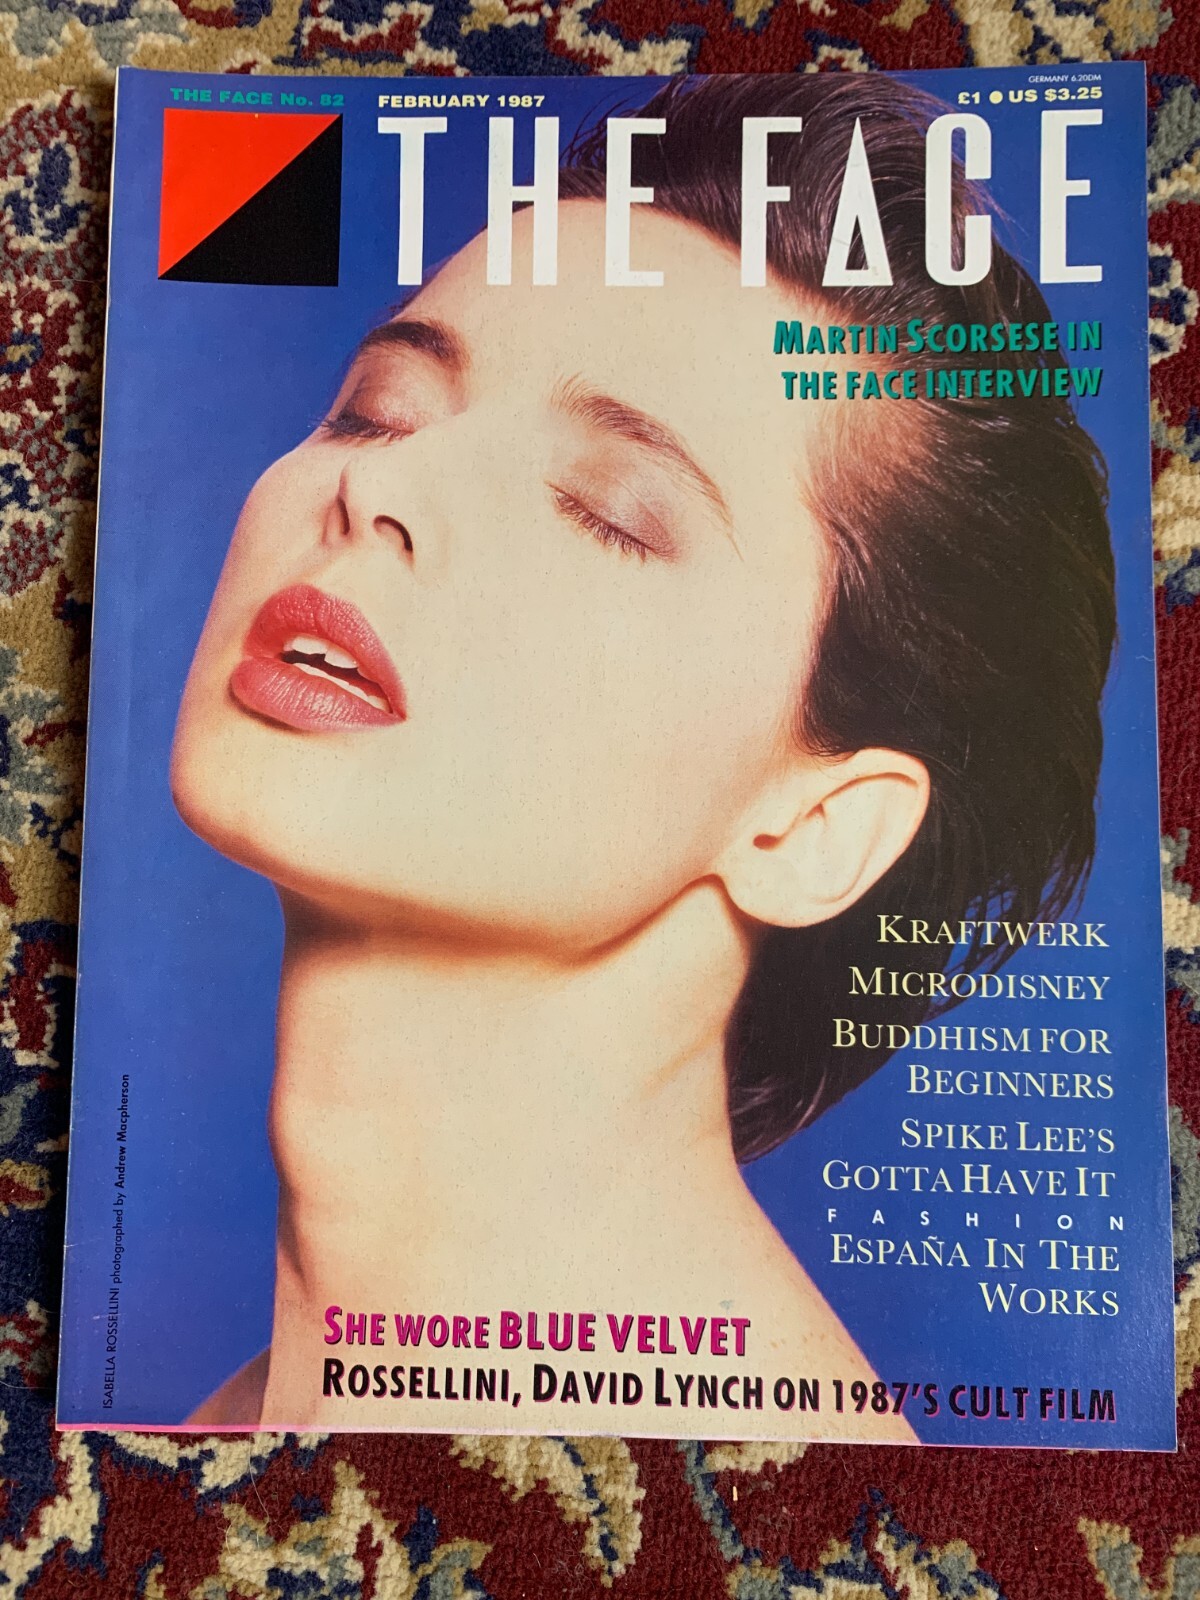 THE FACE No. 82
FEBRUARY 1987
GERMANY 6.20DM
£1 ● US $3.25
THE FACE
MARTIN SCORSESE IN
THE FACE INTERVIEW
KRAFTWERK
MICRODISNEY
BUDDHISM FOR
BEGINNERS
SPIKE LEE'S
GOTTA HAVE IT
FASHION
ESPAÑA IN THE
WORKS
SHE WORE BLUE VELVET
ROSSELLINI, DAVID LYNCH ON 1987'S CULT FILM
ISABELLA ROSSELLINI photographed by Andrew Macpherson